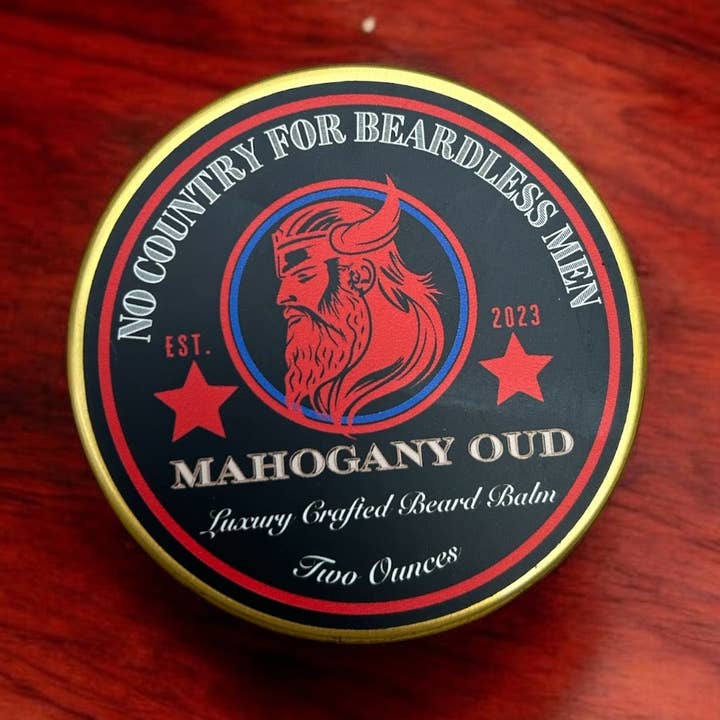 NO COUNTRY FOR BEARDLESS MEN
EST. 2023
MAHOGANY OUD
Luxury Crafted Beard Balm
Two Ounces